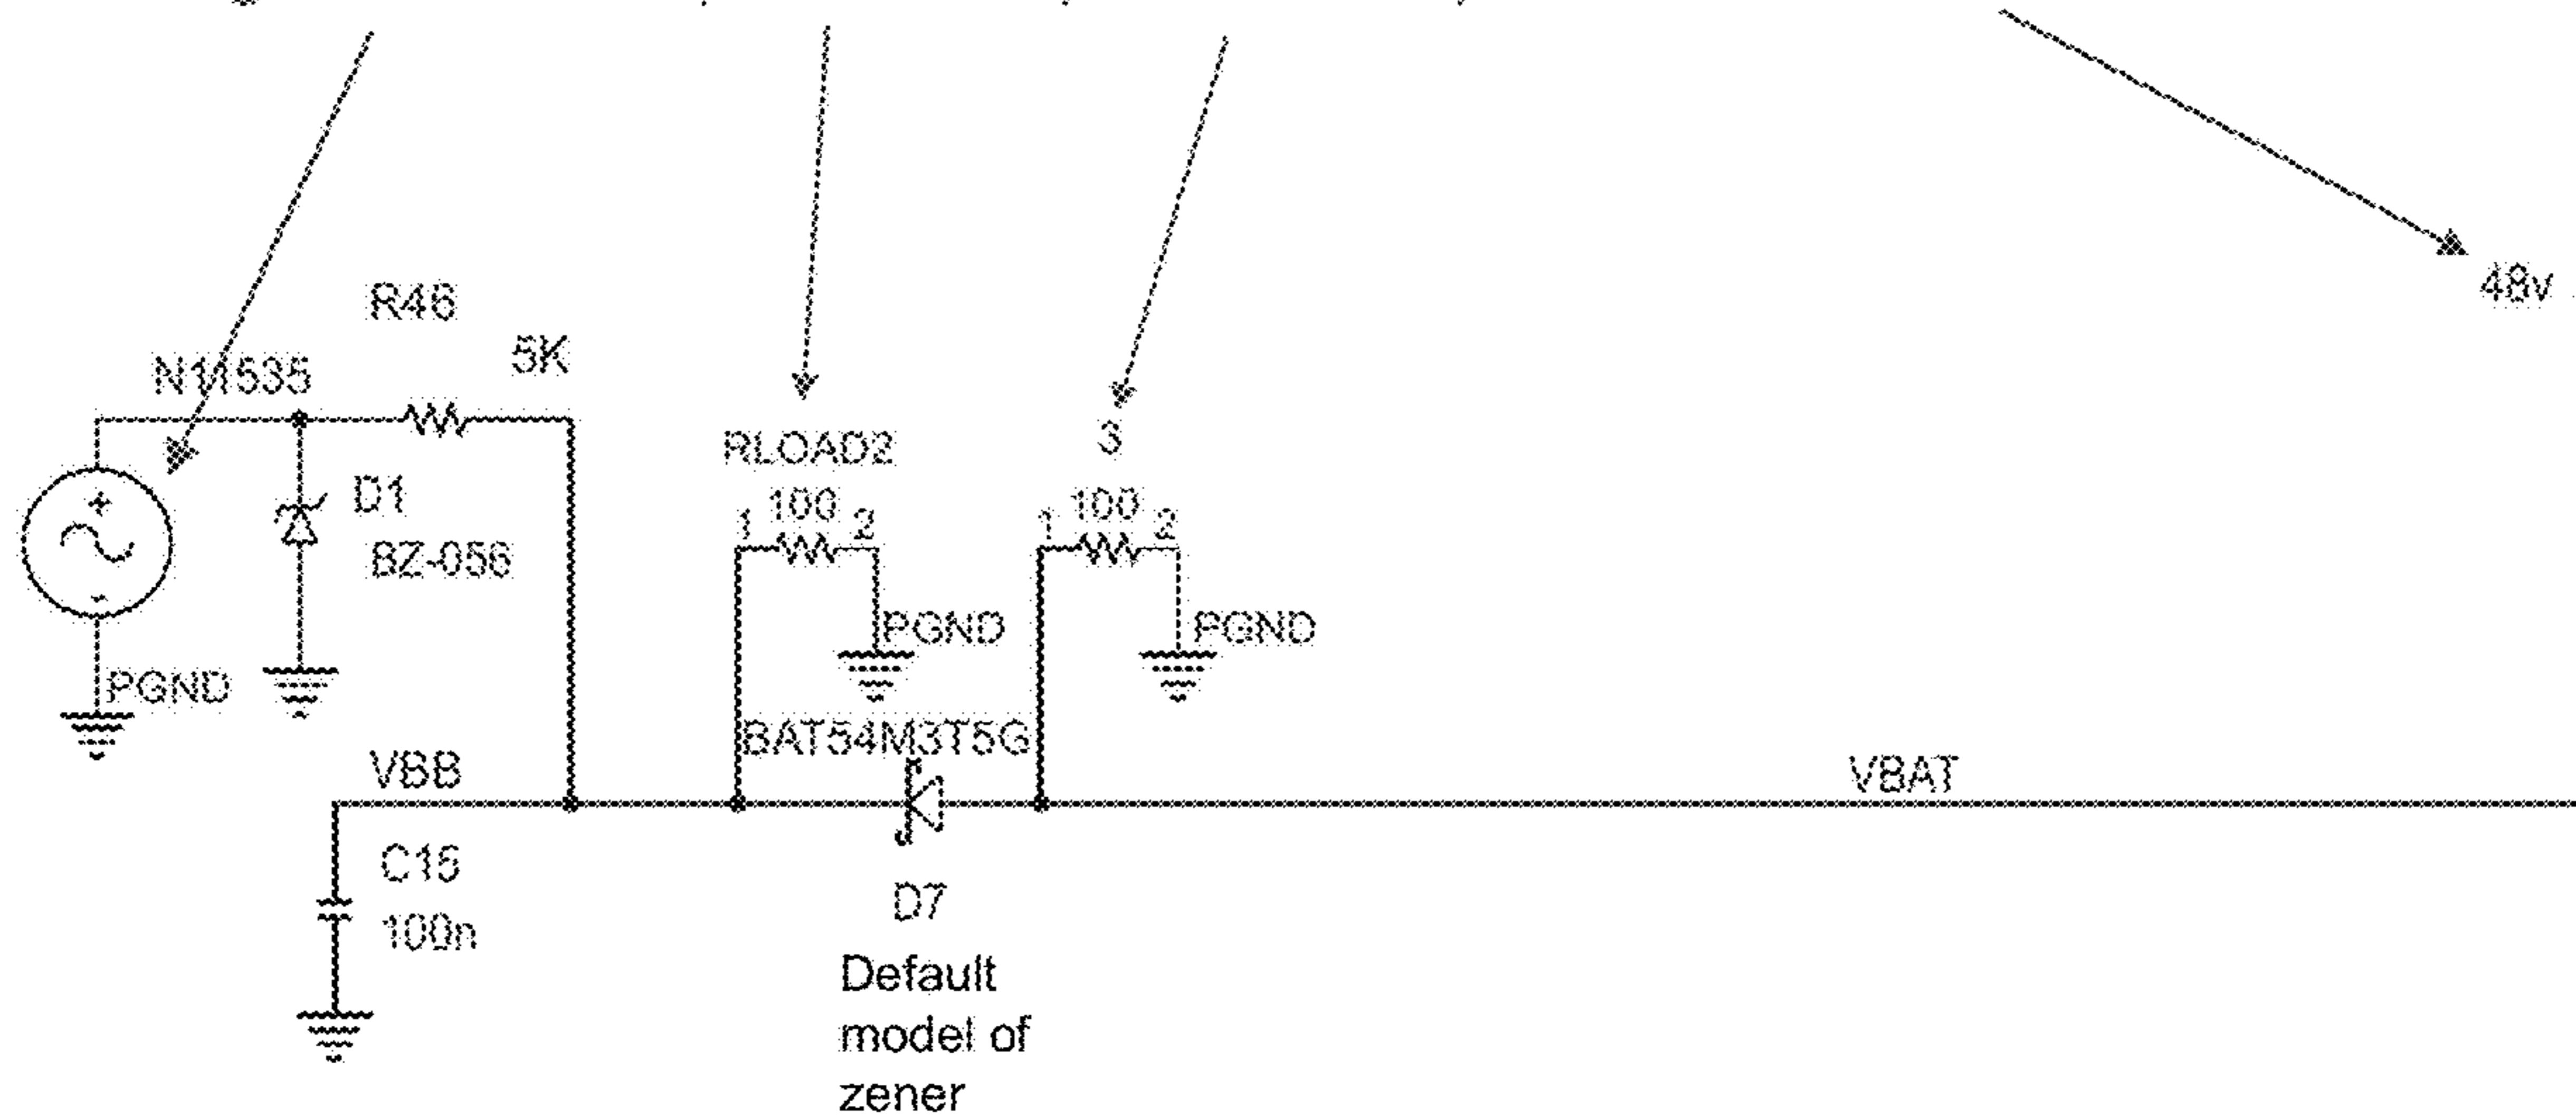 48v
R46
5K
N11635
3
RLOAD2
D1
1 100 2
1 100 2
BZ-056
PGND
PGND
PGND
BAT54M3T5G
VBB
VBAT
C15
100n
D7
Default
model of
zener